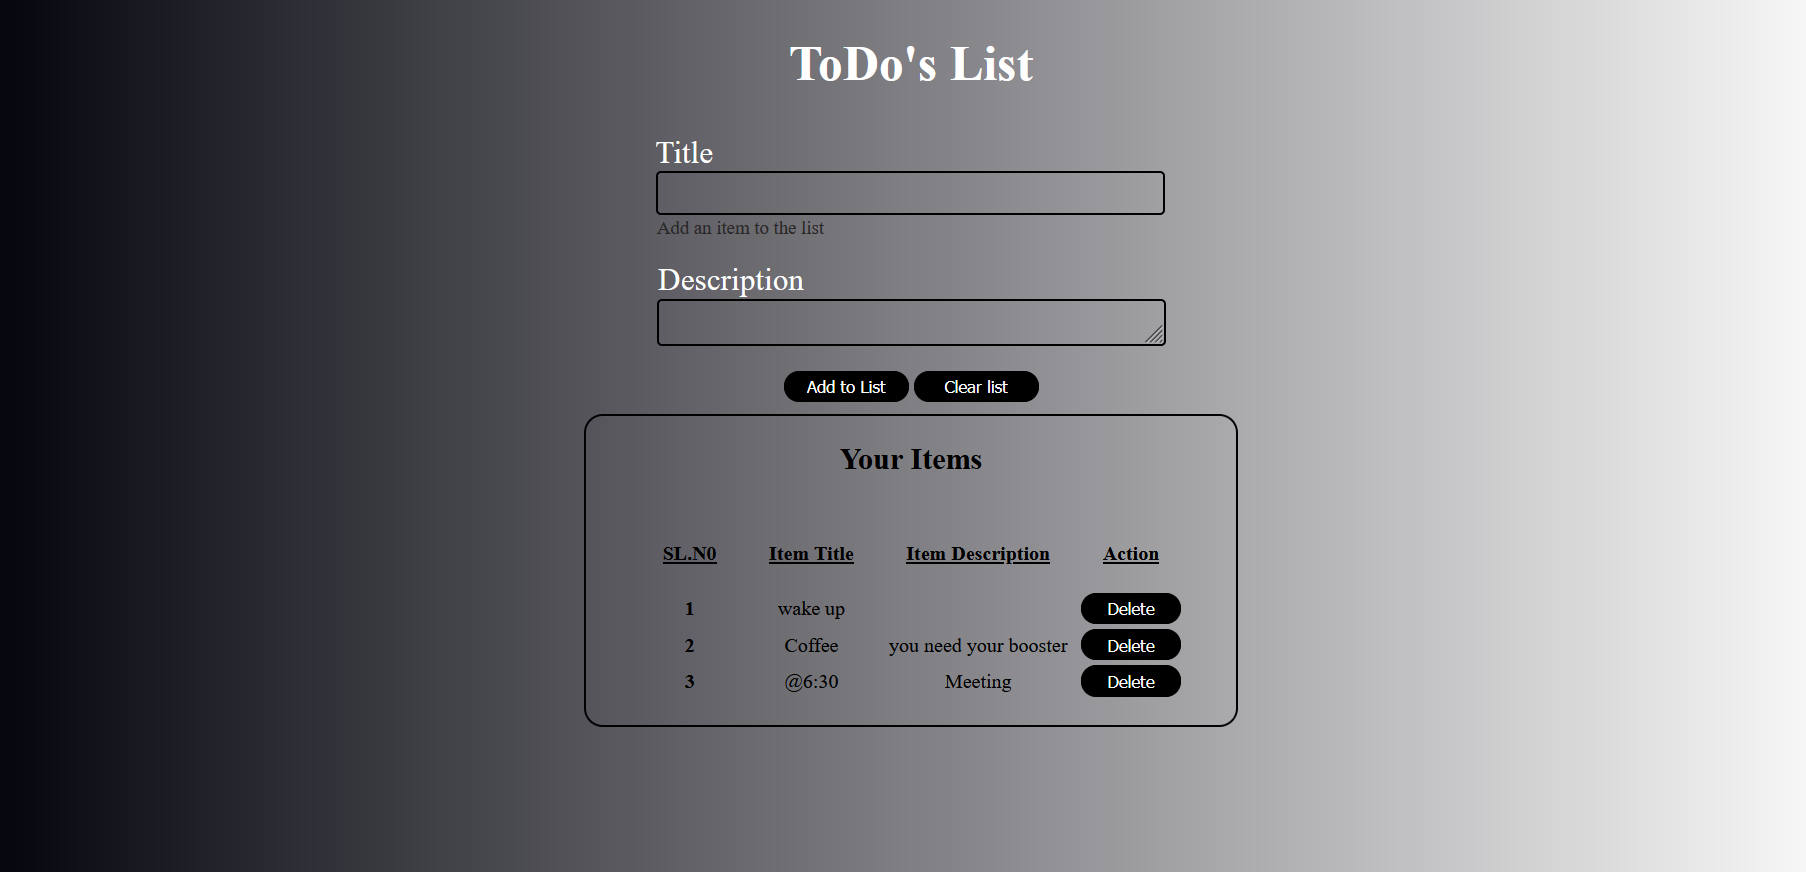 ToDo's List
Title
Add an item to the list
Description
Add to List Clear list
Your Items
SL.N0 Item Title Item Description Action
1 wake up Delete
2 Coffee you need your booster Delete
3 @6:30 Meeting Delete